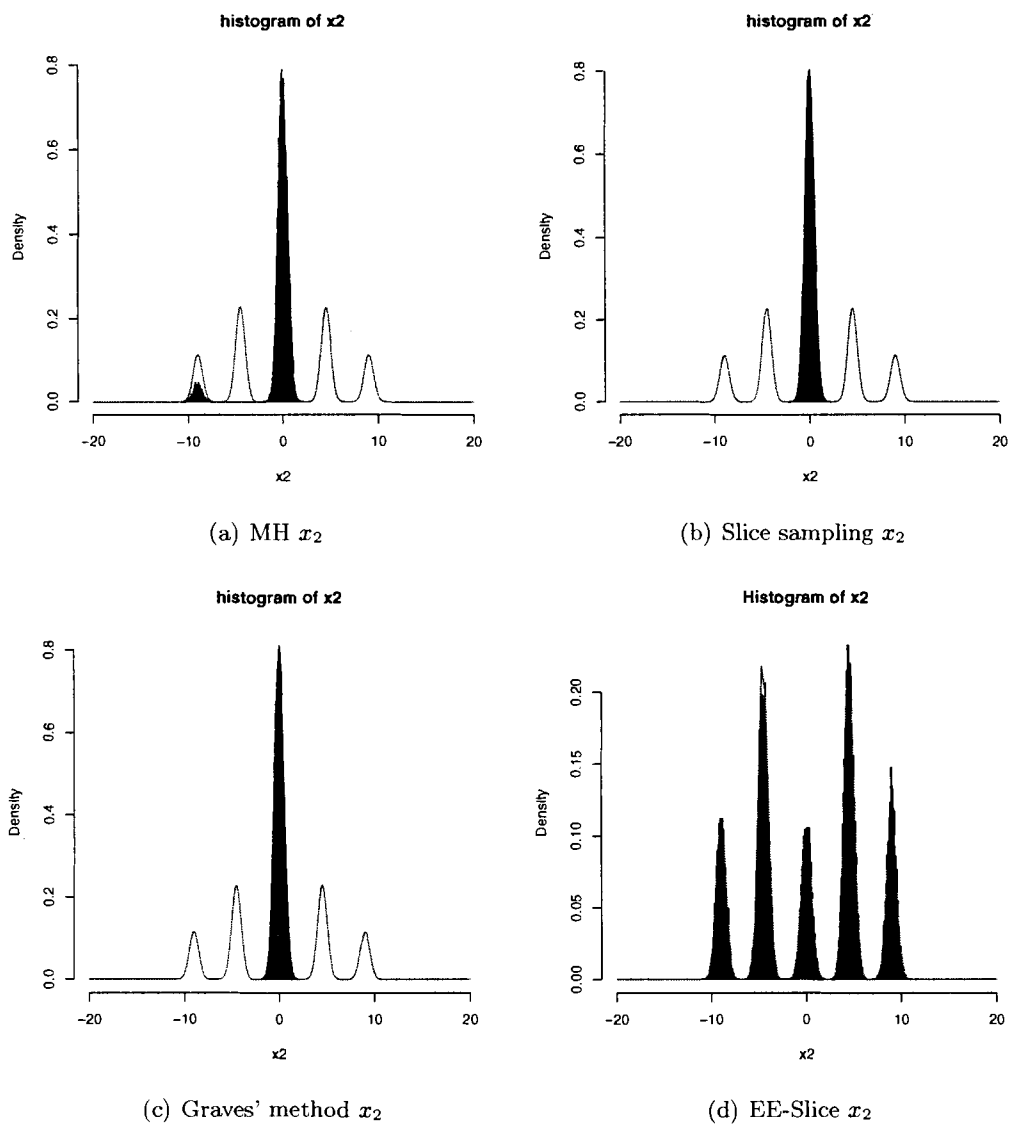 histogram of x2
histogram of x2
Density
0.0 0.2 0.4 0.6 0.8
-20 -10 0 10 20
x2
Density
0.0 0.2 0.4 0.6 0.8
-20 -10 0 10 20
x2
(a) MH x₂
(b) Slice sampling x₂
histogram of x2
Histogram of x2
Density
0.0 0.2 0.4 0.6 0.8
-20 -10 0 10 20
x2
Density
0.00 0.05 0.10 0.15 0.20
-20 -10 0 10 20
x2
(c) Graves' method x₂
(d) EE-Slice x₂